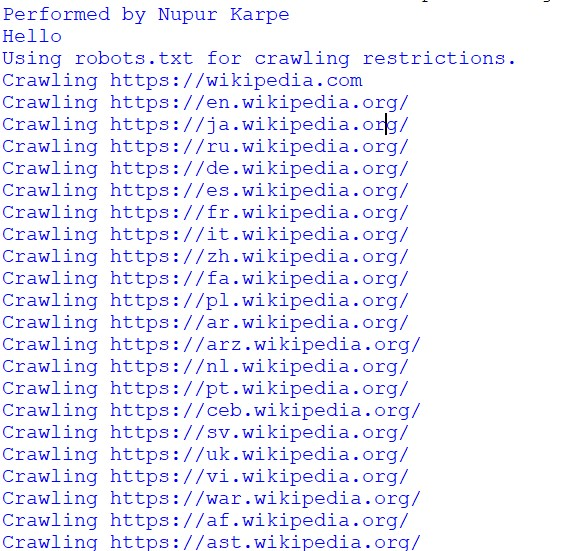 Performed by Nupur Karpe
Hello
Using robots.txt for crawling restrictions.
Crawling https://wikipedia.com
Crawling https://en.wikipedia.org/
Crawling https://ja.wikipedia.org/
Crawling https://ru.wikipedia.org/
Crawling https://de.wikipedia.org/
Crawling https://es.wikipedia.org/
Crawling https://fr.wikipedia.org/
Crawling https://it.wikipedia.org/
Crawling https://zh.wikipedia.org/
Crawling https://fa.wikipedia.org/
Crawling https://pl.wikipedia.org/
Crawling https://ar.wikipedia.org/
Crawling https://arz.wikipedia.org/
Crawling https://nl.wikipedia.org/
Crawling https://pt.wikipedia.org/
Crawling https://ceb.wikipedia.org/
Crawling https://sv.wikipedia.org/
Crawling https://uk.wikipedia.org/
Crawling https://vi.wikipedia.org/
Crawling https://war.wikipedia.org/
Crawling https://af.wikipedia.org/
Crawling https://ast.wikipedia.org/